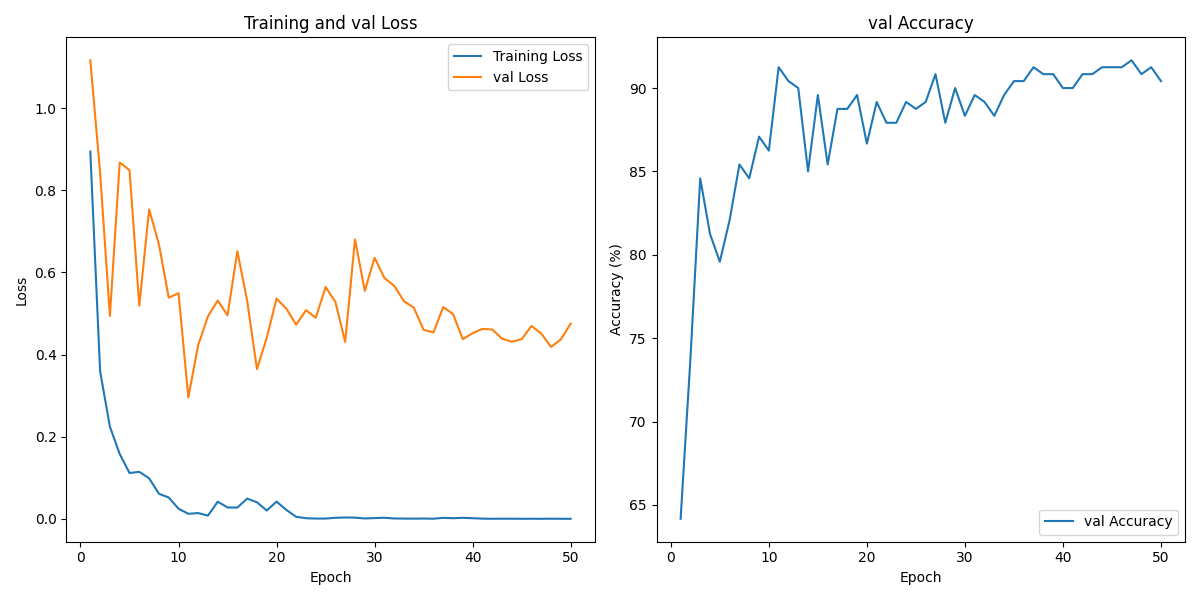 Training and val Loss
Training Loss
val Loss
1.0
0.8
0.6
0.4
0.2
0.0
Loss
0 10 20 30 40 50
Epoch
val Accuracy
90
85
80
75
70
65
Accuracy (%)
val Accuracy
0 10 20 30 40 50
Epoch